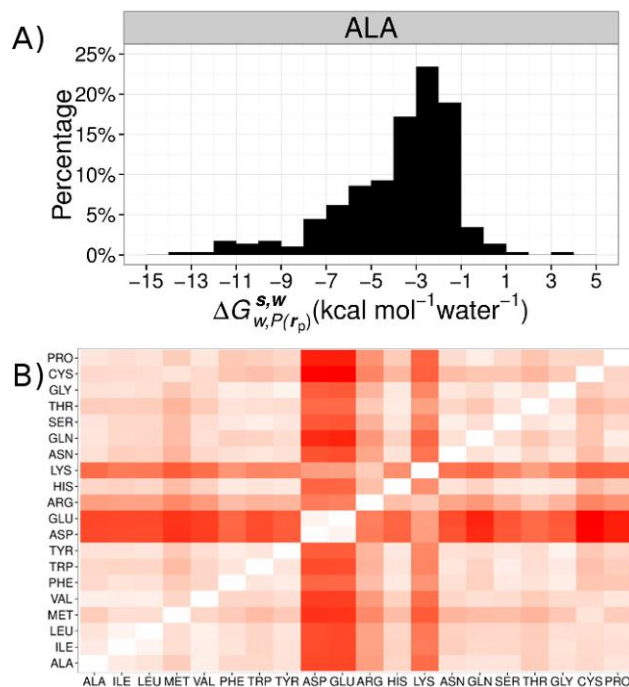 A)
ALA
Percentage
25%
20%
15%
10%
5%
0%
−15 −13 −11 −9 −7 −5 −3 −1 1 3 5
ΔG^{s,w}_{w,P(r_p)}(kcal mol⁻¹water⁻¹)
B)
PRO
CYS
GLY
THR
SER
GLN
ASN
LYS
HIS
ARG
GLU
ASP
TYR
TRP
PHE
VAL
MET
LEU
ILE
ALA
ALA ILE LEU MET VAL PHE TRP TYR ASP GLU ARG HIS LYS ASN GLN SER THR GLY CYS PRO